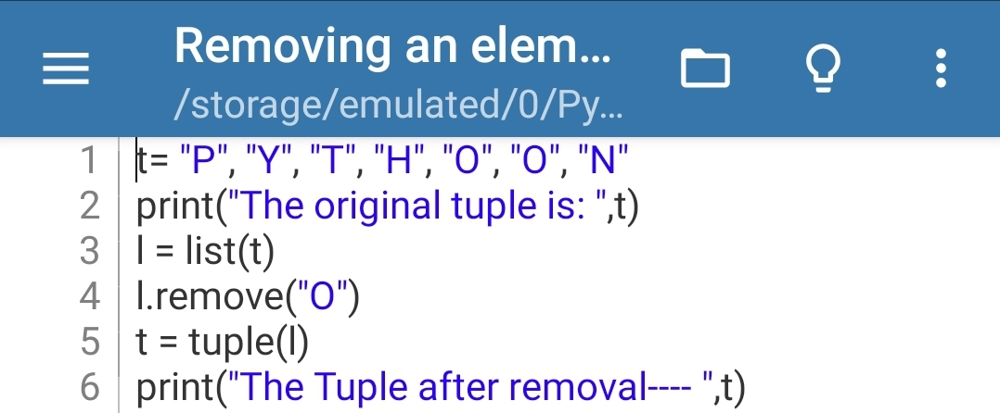 Removing an elem...
/storage/emulated/0/Py...
1 t= "P", "Y", "T", "H", "O", "O", "N"
2 print("The original tuple is: ",t)
3 l = list(t)
4 l.remove("O")
5 t = tuple(l)
6 print("The Tuple after removal---- ",t)